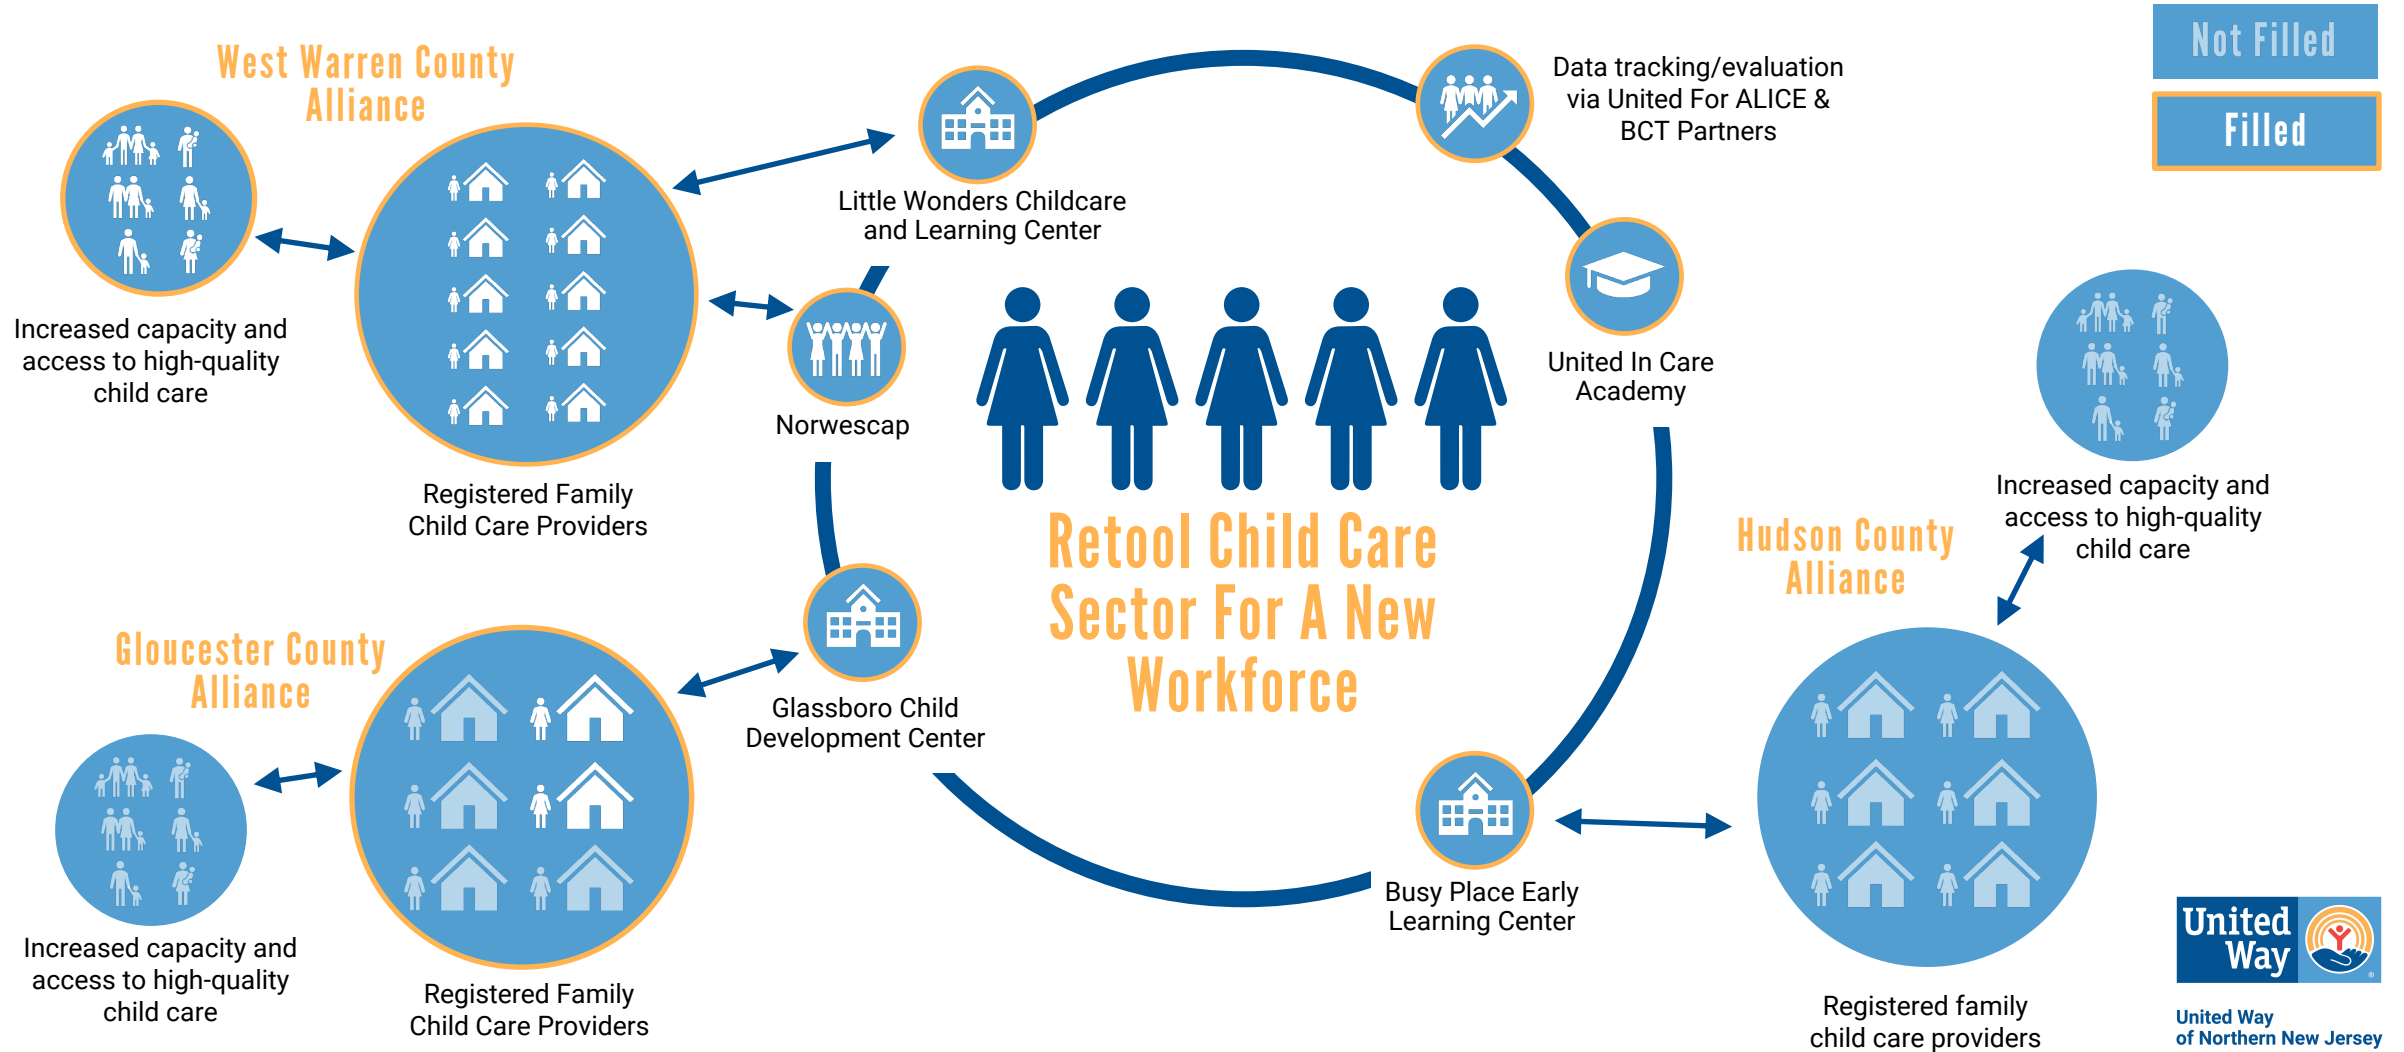 West Warren County
Alliance
Increased capacity and
access to high-quality
child care
Registered Family
Child Care Providers
Little Wonders Childcare
and Learning Center
Norwescap
Data tracking/evaluation
via United For ALICE &
BCT Partners
United In Care
Academy
Not Filled
Filled
Retool Child Care
Sector For A New
Workforce
Gloucester County
Alliance
Increased capacity and
access to high-quality
child care
Registered Family
Child Care Providers
Glassboro Child
Development Center
Busy Place Early
Learning Center
Hudson County
Alliance
Increased capacity and
access to high-quality
child care
Registered family
child care providers
United
Way
®
United Way
of Northern New Jersey